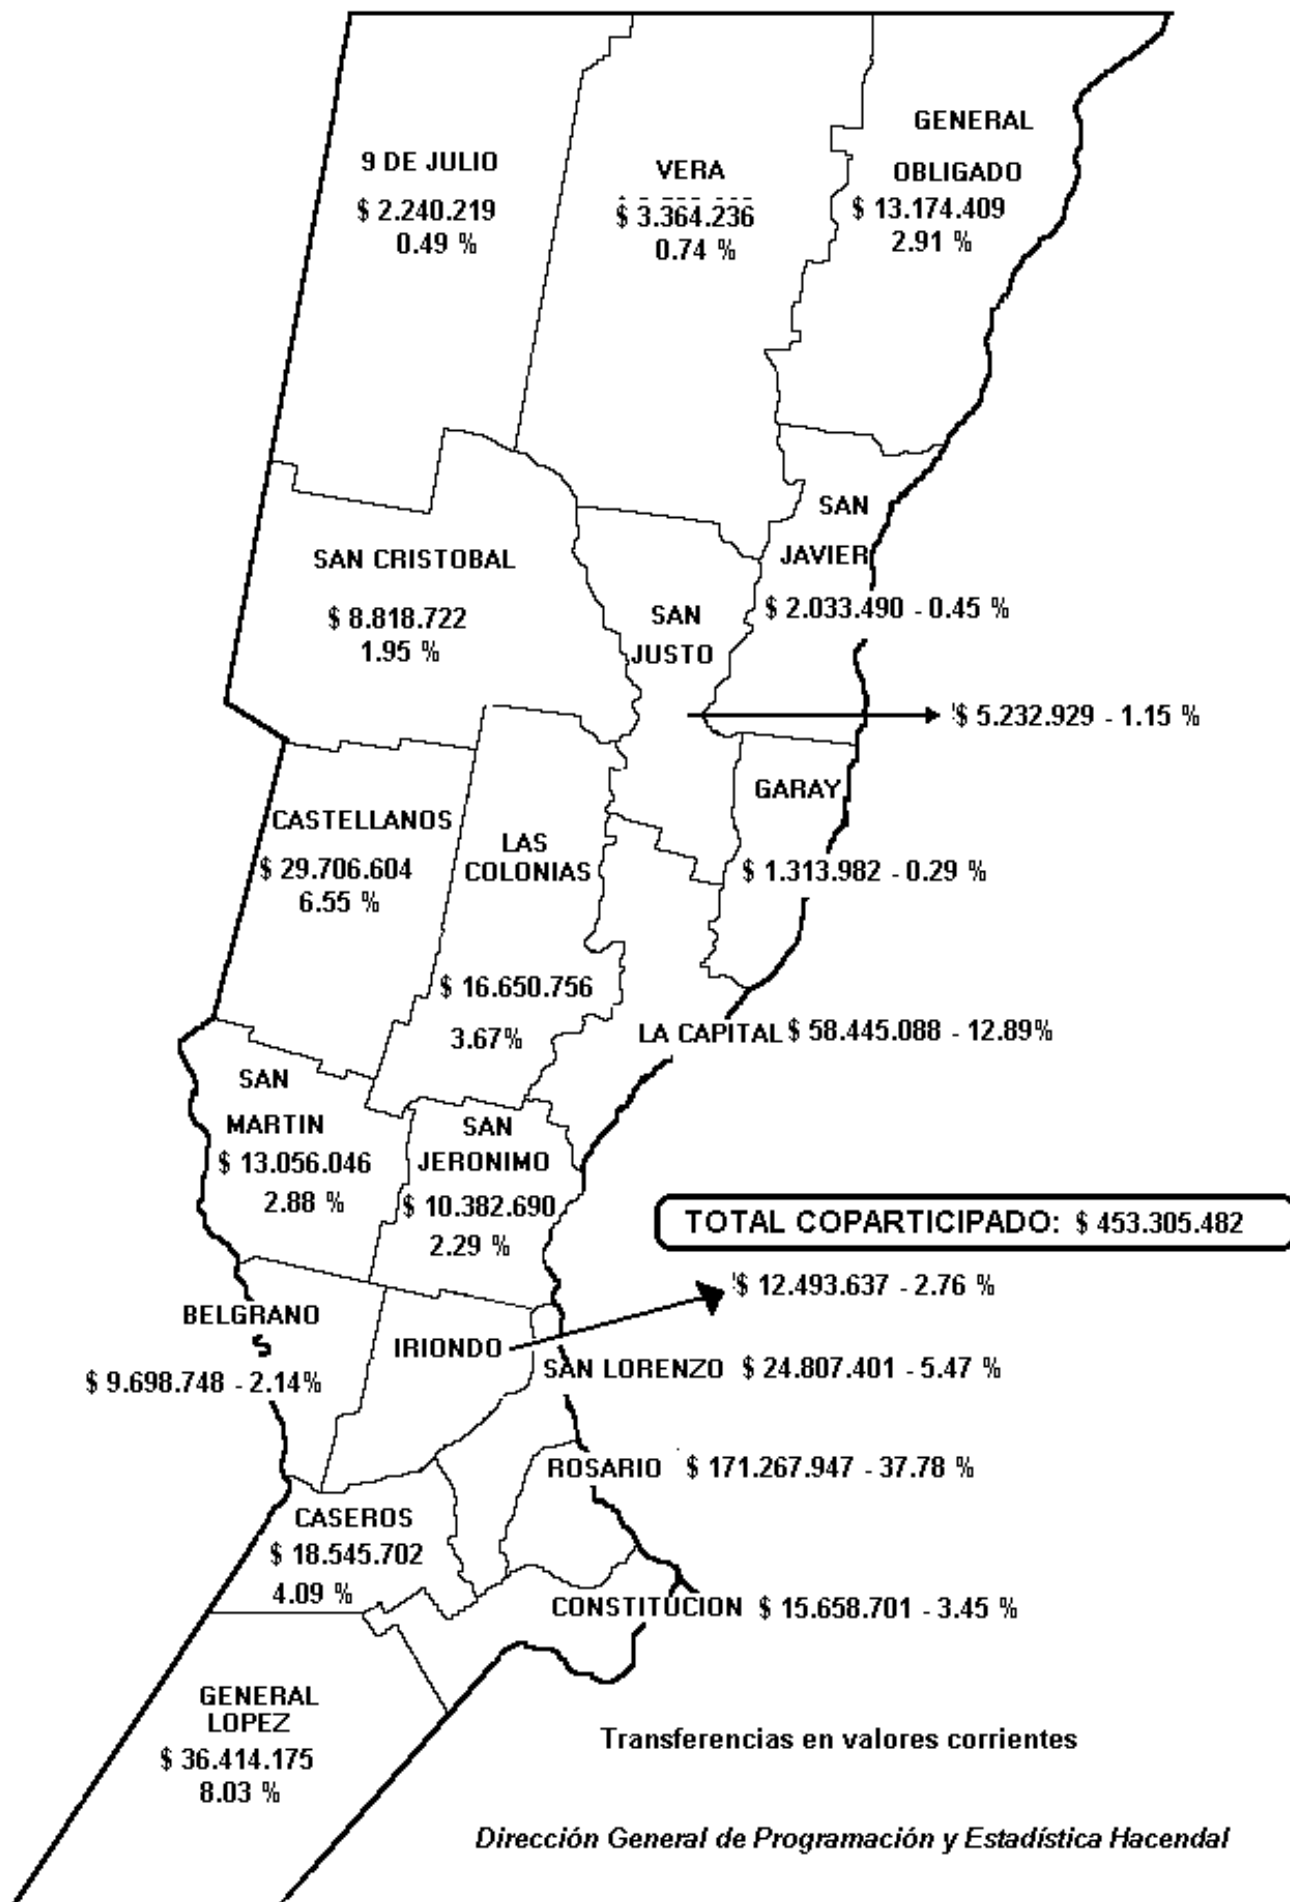 GENERAL
OBLIGADO
$ 13.174.409
2.91 %
9 DE JULIO
$ 2.240.219
0.49 %
VERA
$ 3.364.236
0.74 %
SAN
JAVIER
$ 2.033.490 - 0.45 %
SAN CRISTOBAL
$ 8.818.722
1.95 %
SAN
JUSTO
$ 5.232.929 - 1.15 %
GARAY
$ 1.313.982 - 0.29 %
CASTELLANOS
$ 29.706.604
6.55 %
LAS
COLONIAS
$ 16.650.756
3.67%
LA CAPITAL $ 58.445.088 - 12.89%
SAN
MARTIN
$ 13.056.046
2.88 %
SAN
JERONIMO
$ 10.382.690
2.29 %
TOTAL COPARTICIPADO: $ 453.305.482
$ 12.493.637 - 2.76 %
BELGRANO
$ 9.698.748 - 2.14%
IRIONDO
SAN LORENZO $ 24.807.401 - 5.47 %
ROSARIO $ 171.267.947 - 37.78 %
CASEROS
$ 18.545.702
4.09 %
CONSTITUCION $ 15.658.701 - 3.45 %
GENERAL
LOPEZ
$ 36.414.175
8.03 %
Transferencias en valores corrientes
Dirección General de Programación y Estadística Hacendal